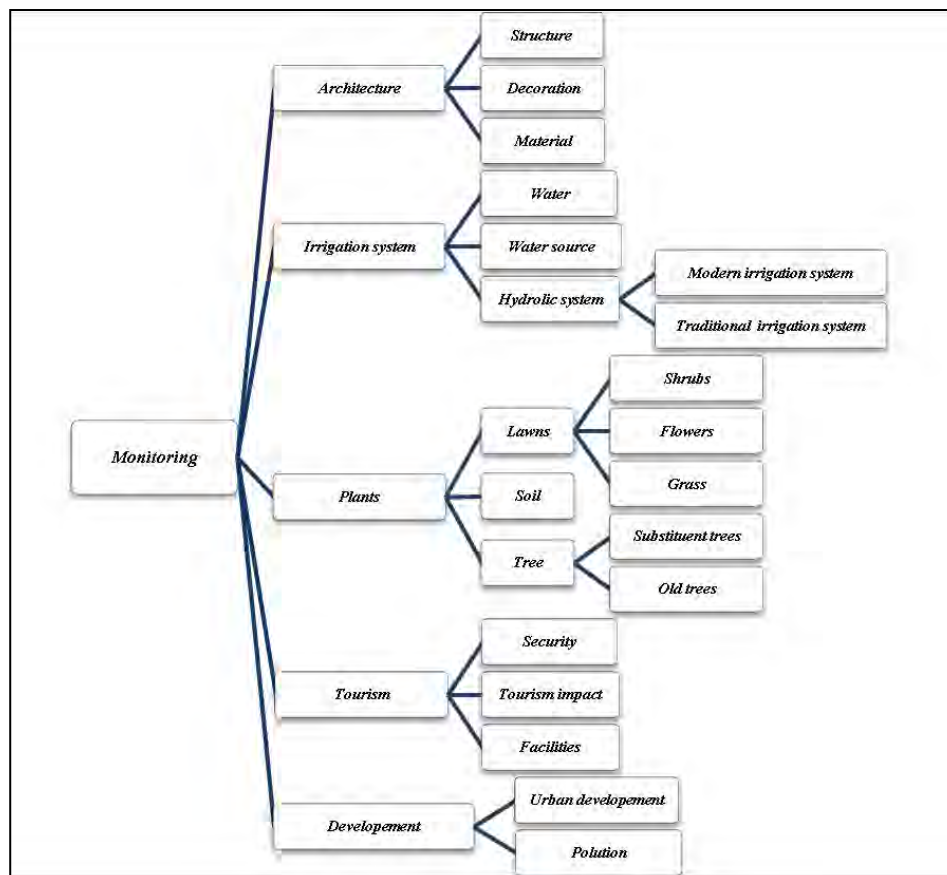 Structure
Architecture
Decoration
Material
Water
Irrigation system
Water source
Hydrolic system
Modern irrigation system
Traditional irrigation system
Monitoring
Plants
Lawns
Shrubs
Flowers
Grass
Soil
Tree
Substituent trees
Old trees
Tourism
Security
Tourism impact
Facilities
Developement
Urban developement
Polution